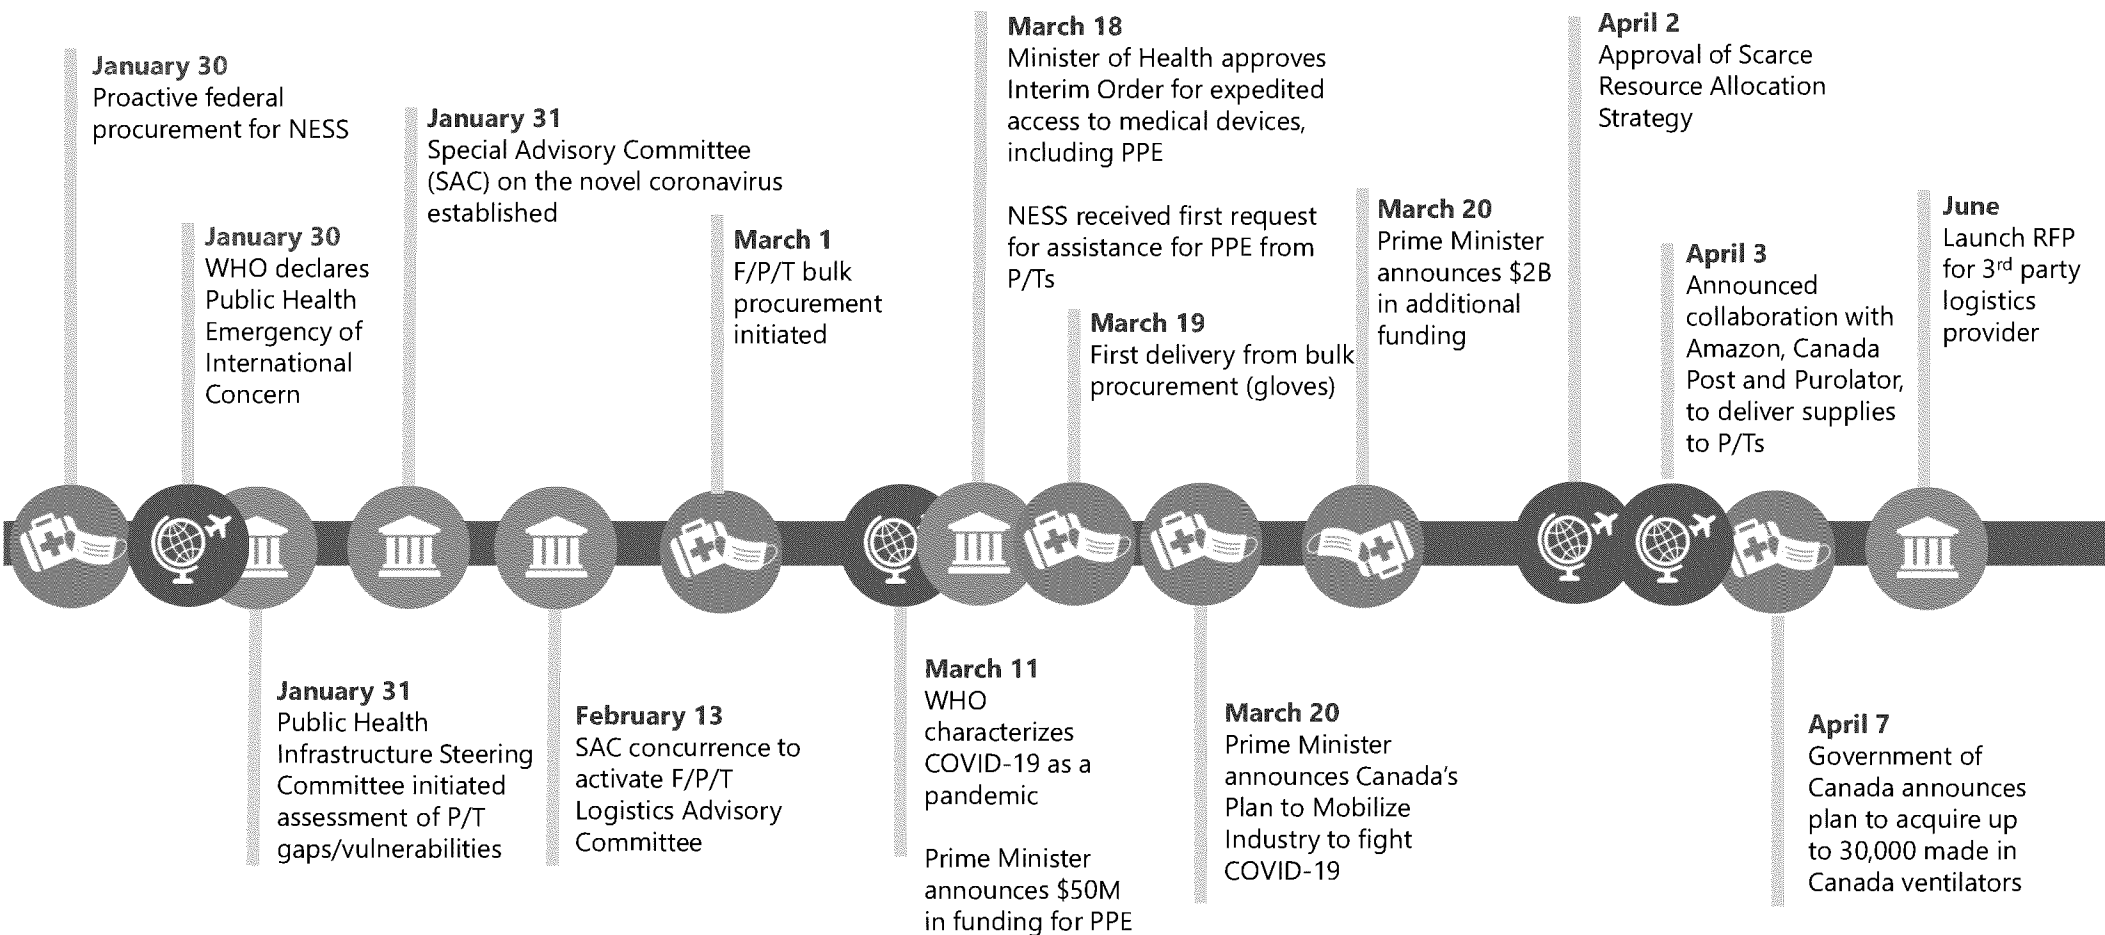 January 30
Proactive federal
procurement for NESS
January 30
WHO declares
Public Health
Emergency of
International
Concern
January 31
Public Health
Infrastructure Steering
Committee initiated
assessment of P/T
gaps/vulnerabilities
January 31
Special Advisory Committee
(SAC) on the novel coronavirus
established
February 13
SAC concurrence to
activate F/P/T
Logistics Advisory
Committee
March 1
F/P/T bulk
procurement
initiated
March 11
WHO
characterizes
COVID-19 as a
pandemic
Prime Minister
announces $50M
in funding for PPE
March 18
Minister of Health approves
Interim Order for expedited
access to medical devices,
including PPE
NESS received first request
for assistance for PPE from
P/Ts
March 19
First delivery from bulk
procurement (gloves)
March 20
Prime Minister
announces Canada's
Plan to Mobilize
Industry to fight
COVID-19
March 20
Prime Minister
announces $2B
in additional
funding
April 2
Approval of Scarce
Resource Allocation
Strategy
April 3
Announced
collaboration with
Amazon, Canada
Post and Purolator,
to deliver supplies
to P/Ts
April 7
Government of
Canada announces
plan to acquire up
to 30,000 made in
Canada ventilators
June
Launch RFP
for 3rd party
logistics
provider